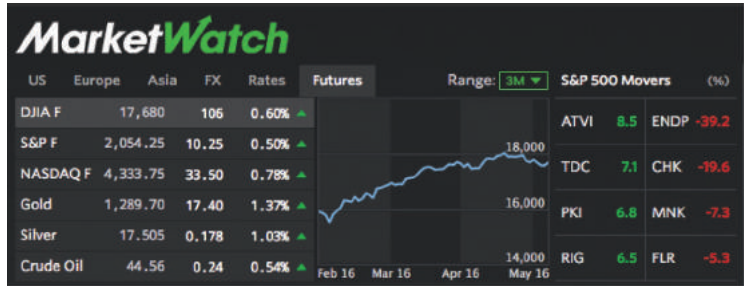 MarketWatch
US Europe Asia FX Rates Futures Range: 3M ▼ S&P 500 Movers (%)
DJIA F 17,680 106 0.60% ▲
S&P F 2,054.25 10.25 0.50% ▲
NASDAQ F 4,333.75 33.50 0.78% ▲
Gold 1,289.70 17.40 1.37% ▲
Silver 17.505 0.178 1.03% ▲
Crude Oil 44.56 0.24 0.54% ▲
18,000
16,000
14,000
Feb 16 Mar 16 Apr 16 May 16
ATVI 8.5 ENDP -39.2
TDC 7.1 CHK -19.6
PKI 6.8 MNK -7.3
RIG 6.5 FLR -5.3